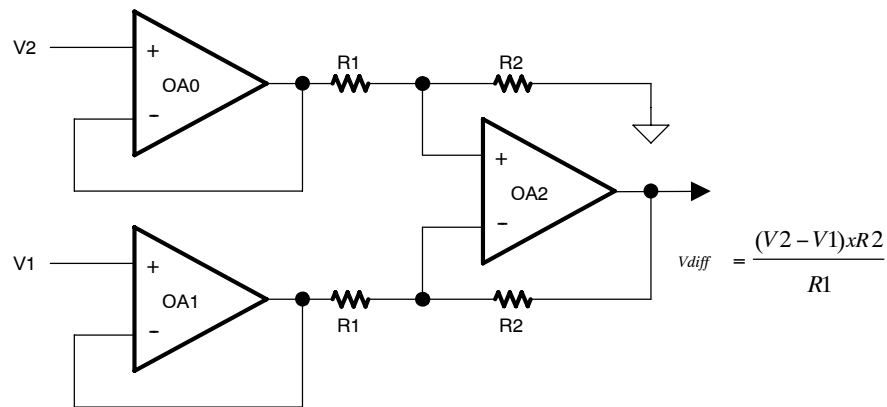 V2
+
OA0
−
R1
R2
+
OA2
−
V1
+
OA1
−
R1
R2
Vdiff = (V2 − V1)xR2
R1